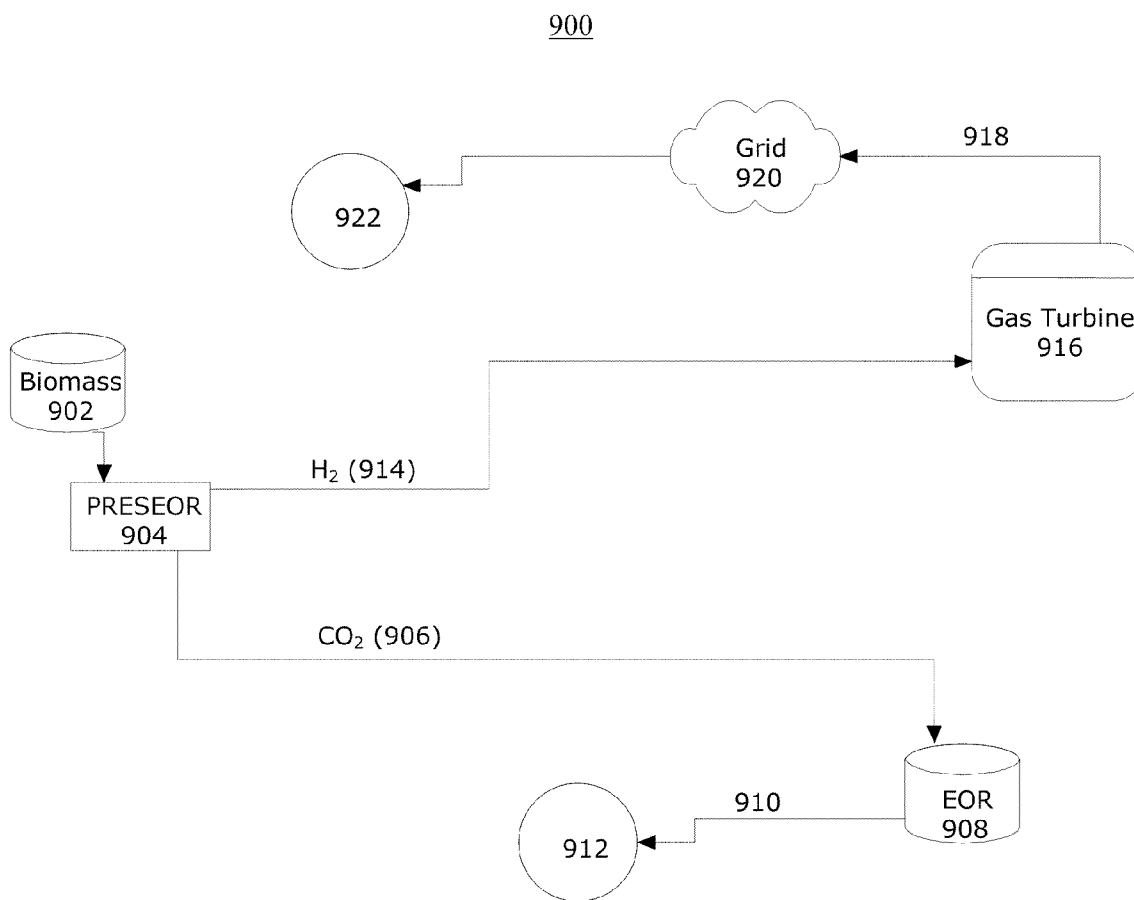 900
918
Grid
920
922
Gas Turbine
916
Biomass
902
H₂ (914)
PRESEOR
904
CO₂ (906)
910
EOR
908
912